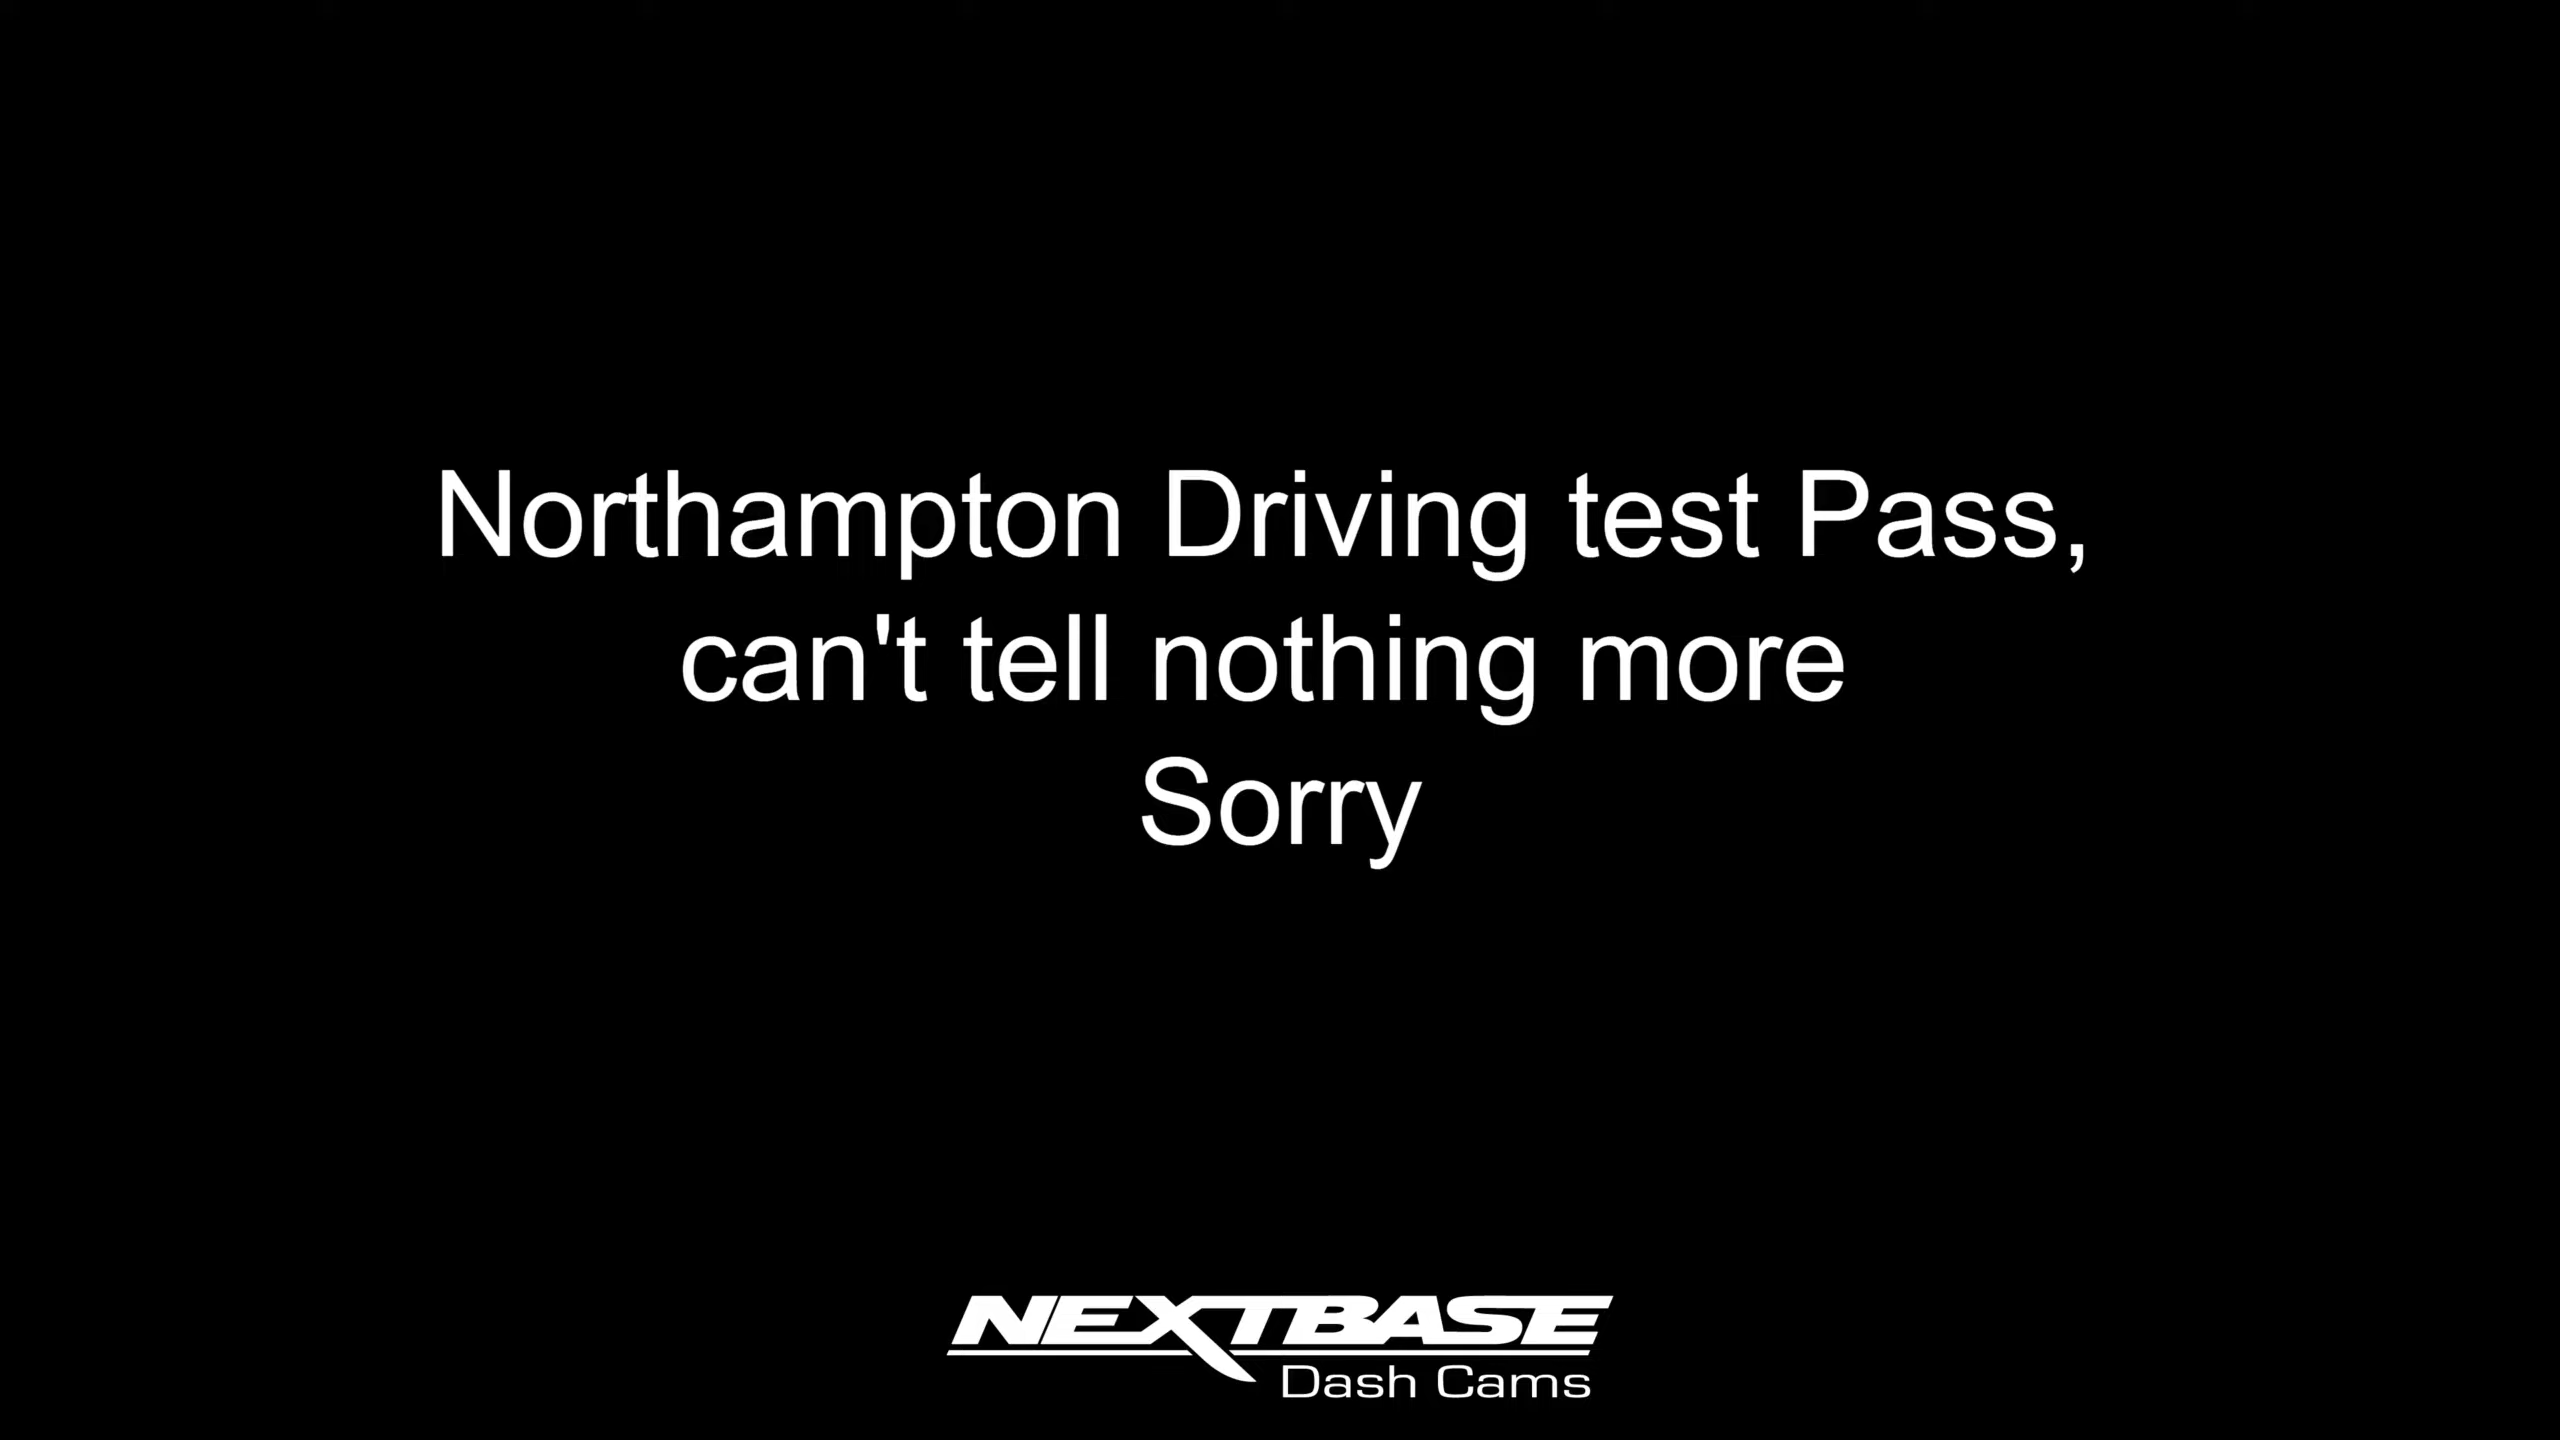 Northampton Driving test Pass,
can't tell nothing more
Sorry
NEXTBASE
Dash Cams